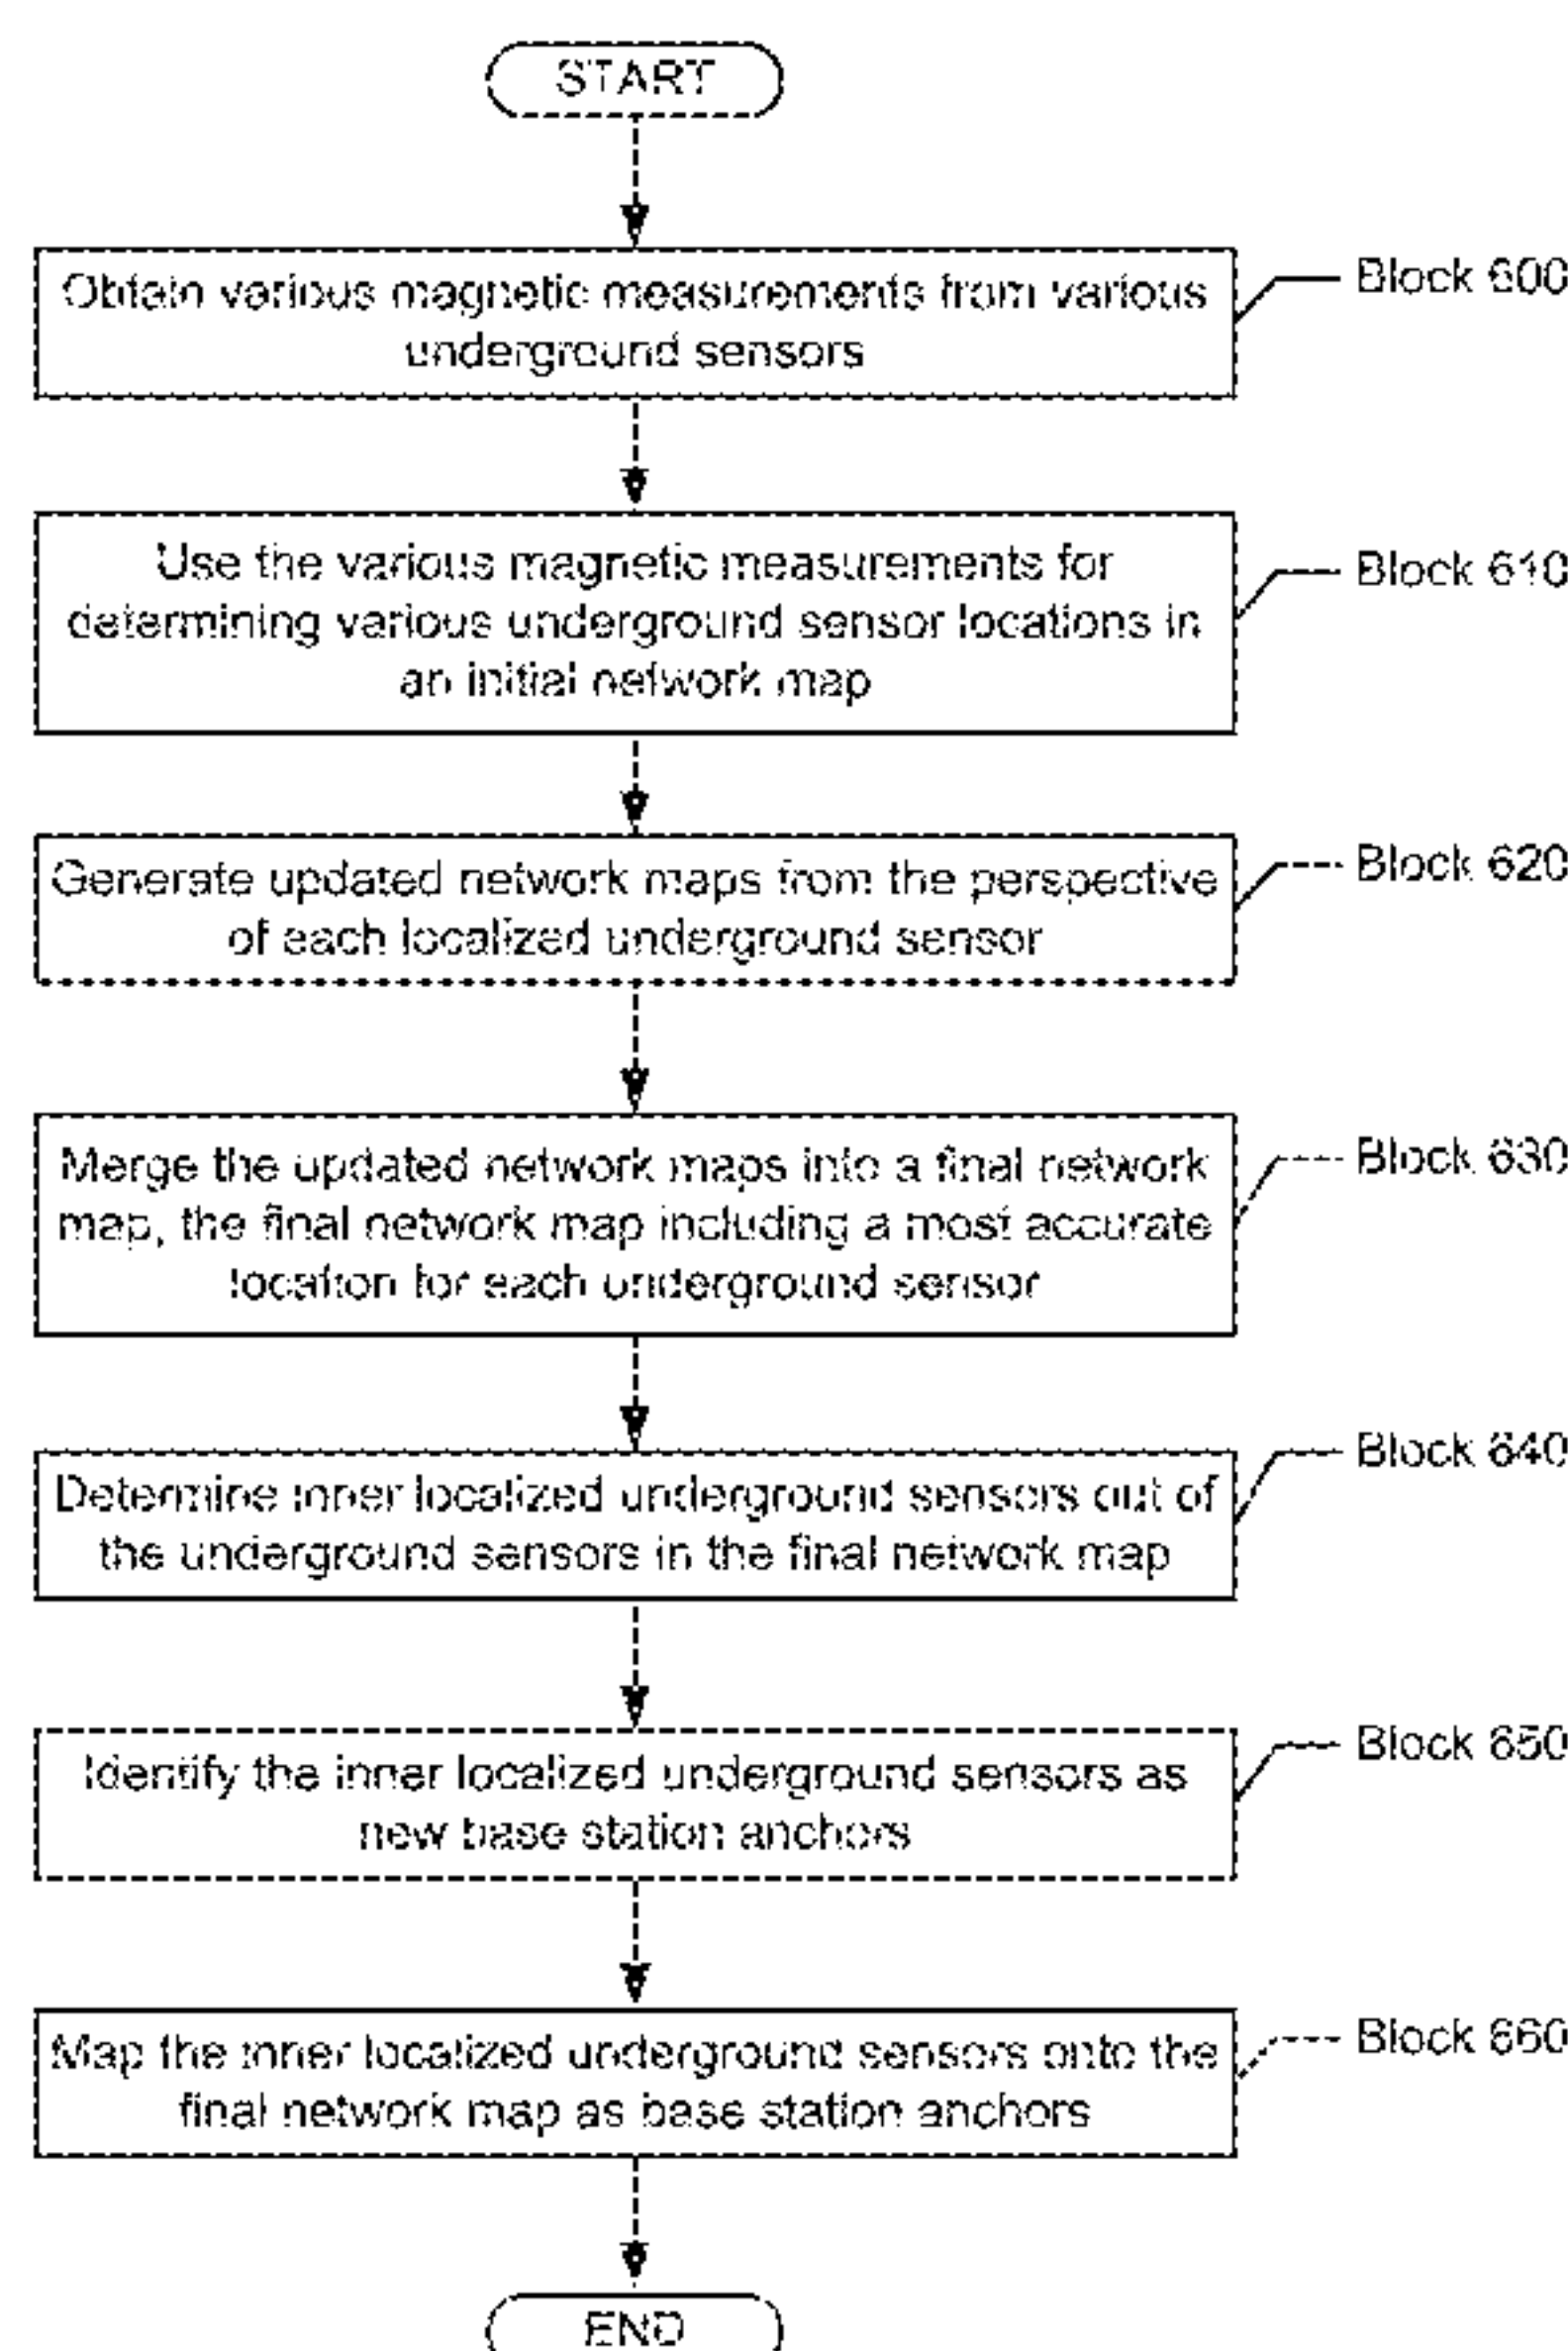 START
Obtain various magnetic measurements from various
underground sensors
Block 600
Use the various magnetic measurements for
determining various underground sensor locations in
an initial network map
Block 610
Generate updated network maps from the perspective
of each localized underground sensor
Block 620
Merge the updated network maps into a final network
map, the final network map including a most accurate
location for each underground sensor
Block 630
Determine inner localized underground sensors out of
the underground sensors in the final network map
Block 640
Identify the inner localized underground sensors as
new base station anchors
Block 650
Map the inner localized underground sensors onto the
final network map as base station anchors
Block 660
END